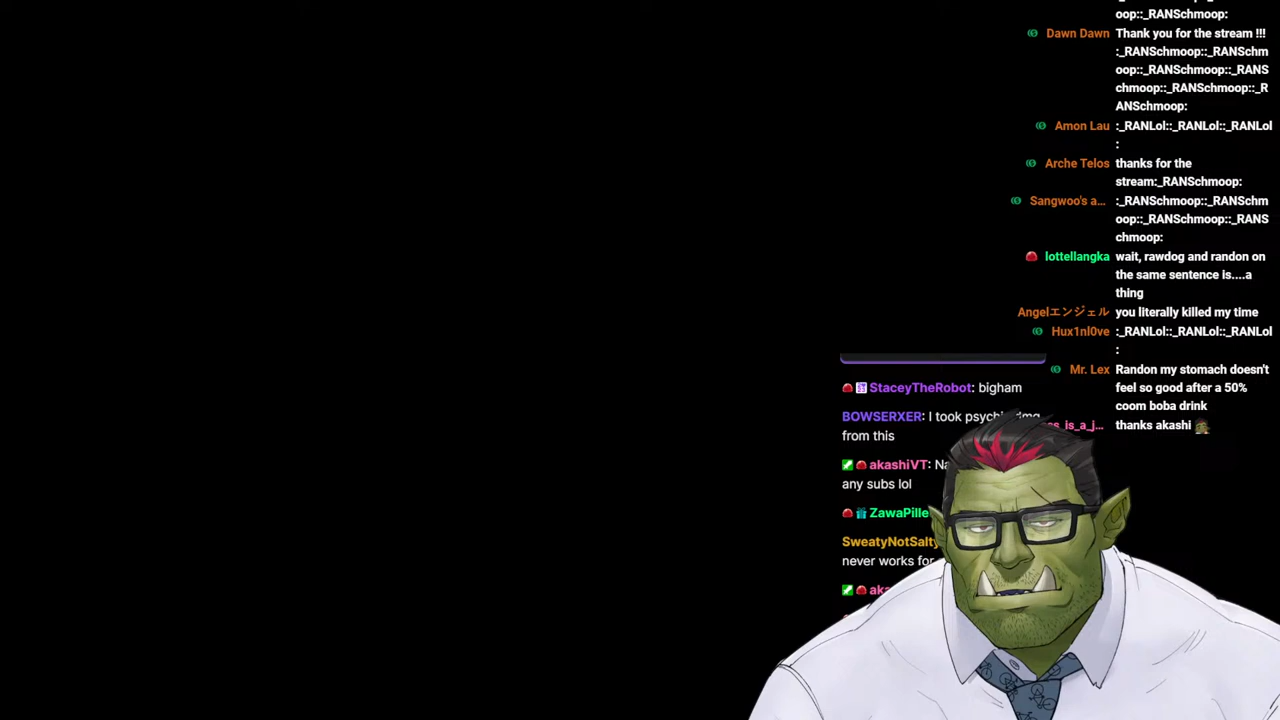 oop::_RANSchmoop:
Dawn Dawn Thank you for the stream !!!
:_RANSchmoop::_RANSchm
oop::_RANSchmoop::_RANS
chmoop::_RANSchmoop::_R
ANSchmoop:
Amon Lau :_RANLol::_RANLol::_RANLol
:
Arche Telos thanks for the
stream:_RANSchmoop:
Sangwoo's a... :_RANSchmoop::_RANSchm
oop::_RANSchmoop::_RANS
chmoop:
lottellangka wait, rawdog and randon on
the same sentence is....a
thing
Angelエンジェル you literally killed my time
Hux1nl0ve :_RANLol::_RANLol::_RANLol
:
Mr. Lex Randon my stomach doesn't
feel so good after a 50%
coom boba drink
thanks akashi
StaceyTheRobot: bigham
BOWSERXER: I took
from this
akashiVT:
any subs lol
ZawaPille
SweatyNotSalty
never works for